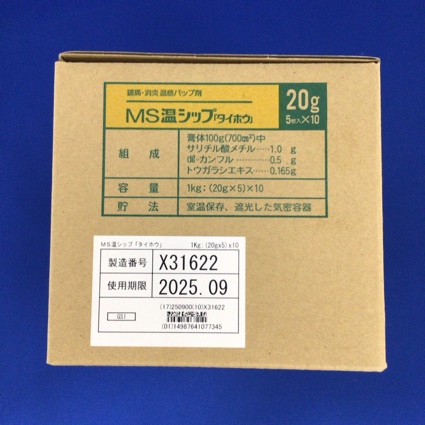 鎮痛・消炎 温感パップ剤
MS温シップ「タイホウ」
20g
5枚入×10
組成
膏体100g(700c㎡)中
サリチル酸メチル……1.0 g
dl-カンフル……0.5 g
トウガラシエキス……0.165g
容量
1kg:(20g×5)×10
貯法
室温保存、遮光した気密容器
MS温シップ「タイホウ」 1Kg:(20gx5)x10
製造番号 X31622
使用期限 2025.09
(17)250900(10)X31622
GS1
(01)14987641077345